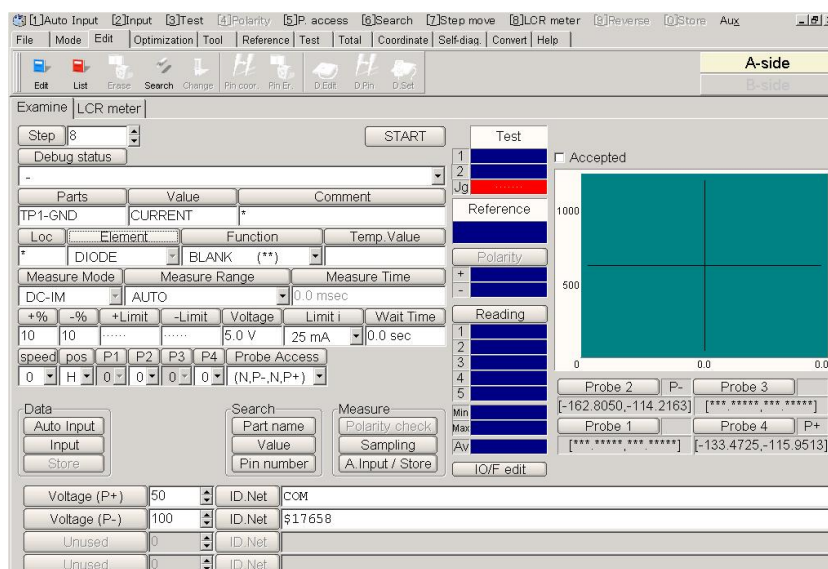 [1]Auto Input [2]Input [3]Test [4]Polarity [5]P. access [6]Search [7]Step move [8]LCR meter [9]Reverse [0]Store Aux
File Mode Edit Optimization Tool Reference Test Total Coordinate Self-diag. Convert Help
Edit List Erase Search Change Pin coor. Pin Er. D.Edit D.Pin D.Set
A-side
B-side
Examine LCR meter
Step 8 START Test
Debug status 1 Accepted
- 2
Jg .......
Parts Value Comment
TP1-GND CURRENT * Reference 1000
Loc Element Function Temp.Value
* DIODE BLANK (**) Polarity
Measure Mode Measure Range Measure Time +
DC-IM AUTO 0.0 msec - 500
+% -% +Limit -Limit Voltage Limit i Wait Time Reading
10 10 ...... ...... 5.0 V 25 mA 0.0 sec 1
2
speed pos P1 P2 P3 P4 Probe Access 3 0 0.0 0.0
0 H 0 0 0 0 (N,P-,N,P+) 4
5 Probe 2 P- Probe 3
Data Search Measure Min [-162.8050,-114.2163] [***.*****,***.*****]
Auto Input Part name Polarity check Max Probe 1 Probe 4 P+
Input Value Sampling Av [***.*****,***.*****] [-133.4725,-115.9513]
Store Pin number A.Input / Store IO/F edit
Voltage (P+) 50 ID.Net COM
Voltage (P-) 100 ID.Net $17658
Unused 0 ID.Net
Unused 0 ID.Net